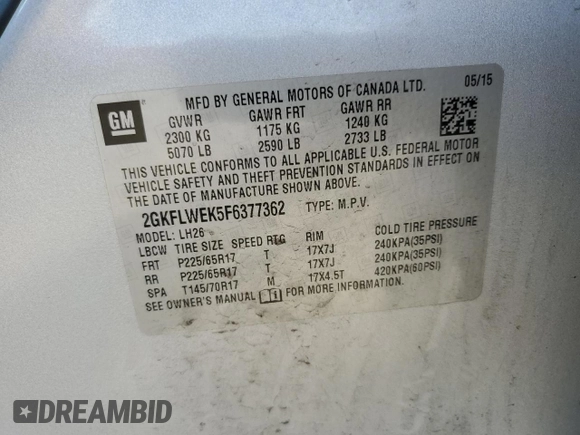 GM
MFD BY GENERAL MOTORS OF CANADA LTD. 05/15
GVWR GAWR FRT GAWR RR
2300 KG 1175 KG 1240 KG
5070 LB 2590 LB 2733 LB
THIS VEHICLE CONFORMS TO ALL APPLICABLE U.S. FEDERAL MOTOR
VEHICLE SAFETY AND THEFT PREVENTION STANDARDS IN EFFECT ON
THE DATE OF MANUFACTURE SHOWN ABOVE.
2GKFLWEK5F6377362 TYPE: M.P.V.
MODEL: LH26
LBCW TIRE SIZE SPEED RTG RIM COLD TIRE PRESSURE
FRT P225/65R17 T 17X7J 240KPA(35PSI)
RR P225/65R17 T 17X7J 240KPA(35PSI)
SPA T145/70R17 M 17X4.5T 420KPA(60PSI)
SEE OWNER'S MANUAL FOR MORE INFORMATION.
DREAMBID